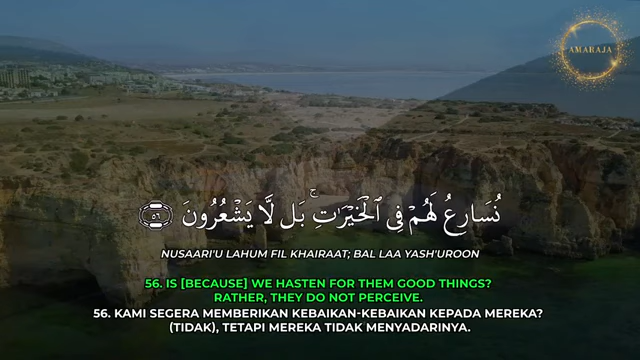 AMARAJA
نُسَارِعُ لَهُمْ فِي ٱلْخَيْرَٰتِ ۚ بَل لَّا يَشْعُرُونَ ٥٦
NUSAARI'U LAHUM FIL KHAIRAAT; BAL LAA YASH'UROON
56. IS [BECAUSE] WE HASTEN FOR THEM GOOD THINGS?
RATHER, THEY DO NOT PERCEIVE.
56. KAMI SEGERA MEMBERIKAN KEBAIKAN-KEBAIKAN KEPADA MEREKA?
(TIDAK), TETAPI MEREKA TIDAK MENYADARINYA.